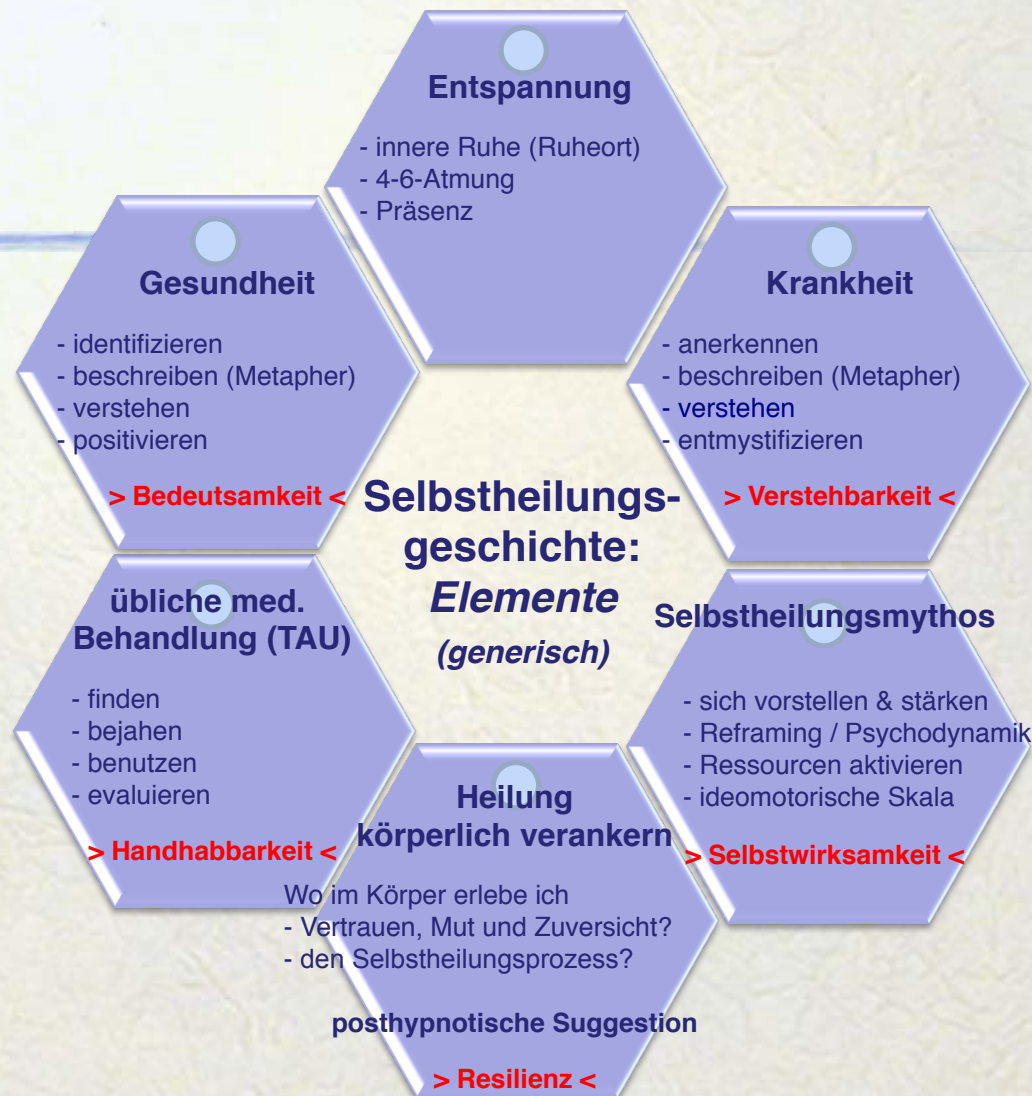 Entspannung
- innere Ruhe (Ruheort)
- 4-6-Atmung
- Präsenz
Gesundheit
- identifizieren
- beschreiben (Metapher)
- verstehen
- positivieren
> Bedeutsamkeit <
Krankheit
- anerkennen
- beschreiben (Metapher)
- verstehen
- entmystifizieren
> Verstehbarkeit <
Selbstheilungs-
geschichte:
Elemente
(generisch)
übliche med.
Behandlung (TAU)
- finden
- bejahen
- benutzen
- evaluieren
> Handhabbarkeit <
Selbstheilungsmythos
- sich vorstellen & stärken
- Reframing / Psychodynamik
- Ressourcen aktivieren
- ideomotorische Skala
> Selbstwirksamkeit <
Heilung
körperlich verankern
Wo im Körper erlebe ich
- Vertrauen, Mut und Zuversicht?
- den Selbstheilungsprozess?
posthypnotische Suggestion
> Resilienz <